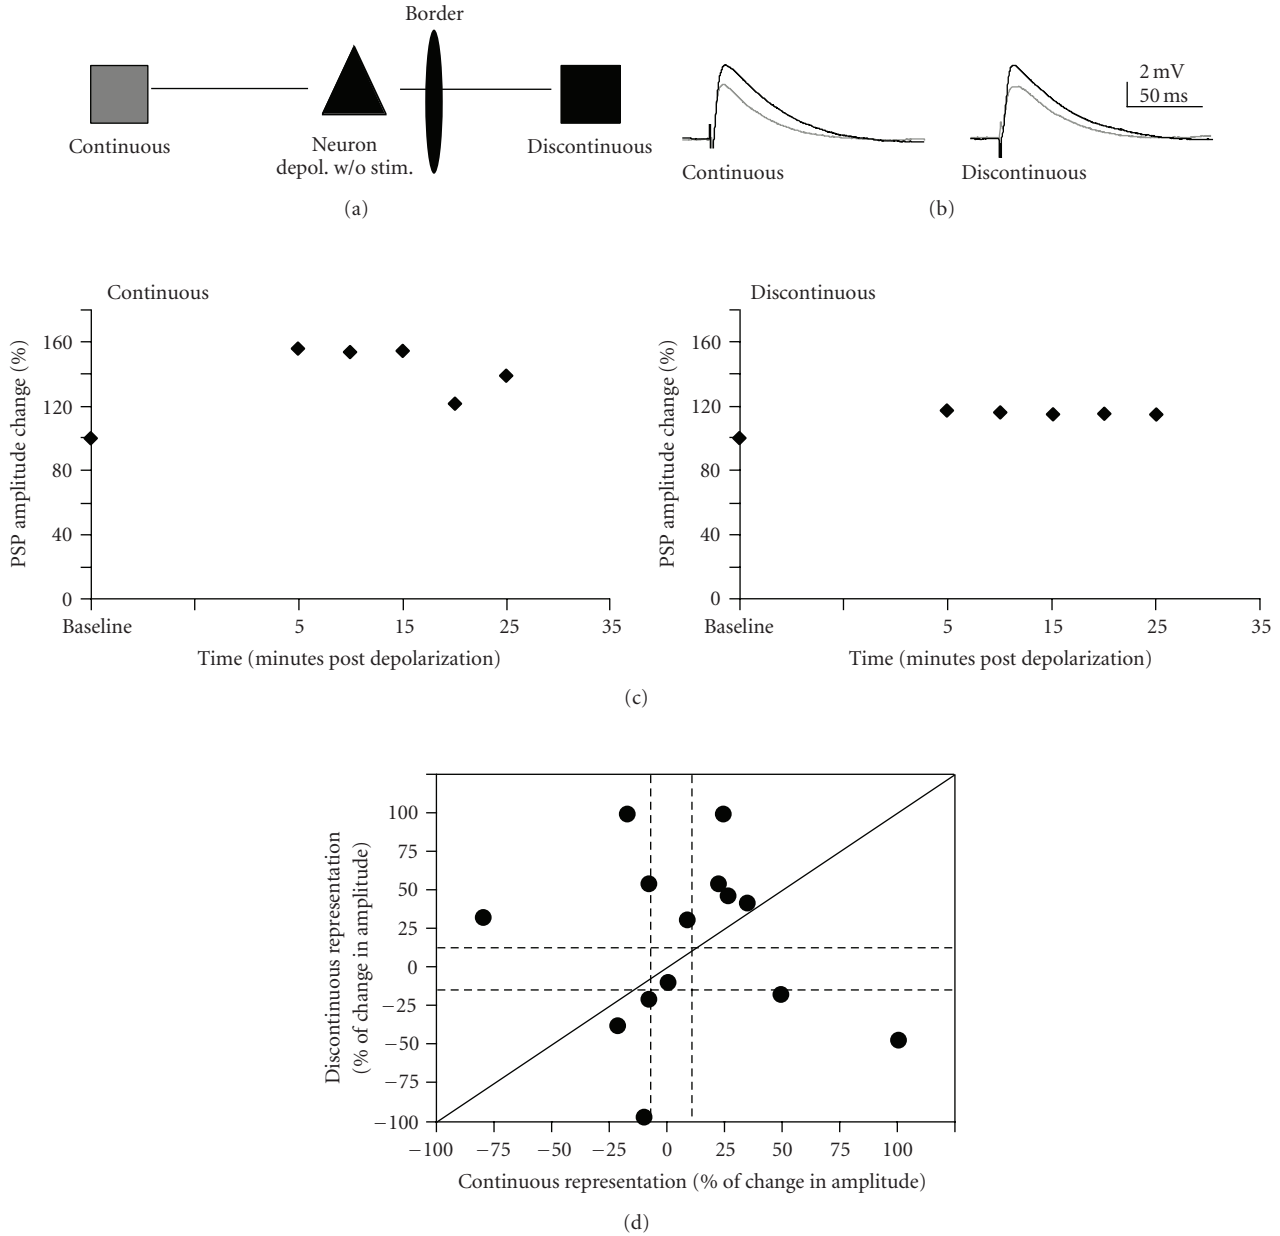 Border
Continuous
Neuron
depol. w/o stim.
Discontinuous
(a)
2 mV
50 ms
Continuous
Discontinuous
(b)
Continuous
PSP amplitude change (%)
160
120
80
40
0
Baseline 5 15 25 35
Time (minutes post depolarization)
Discontinuous
PSP amplitude change (%)
160
120
80
40
0
Baseline 5 15 25 35
Time (minutes post depolarization)
(c)
Discontinuous representation
(% of change in amplitude)
100
75
50
25
0
−25
−50
−75
−100
−100 −75 −50 −25 0 25 50 75 100
Continuous representation (% of change in amplitude)
(d)